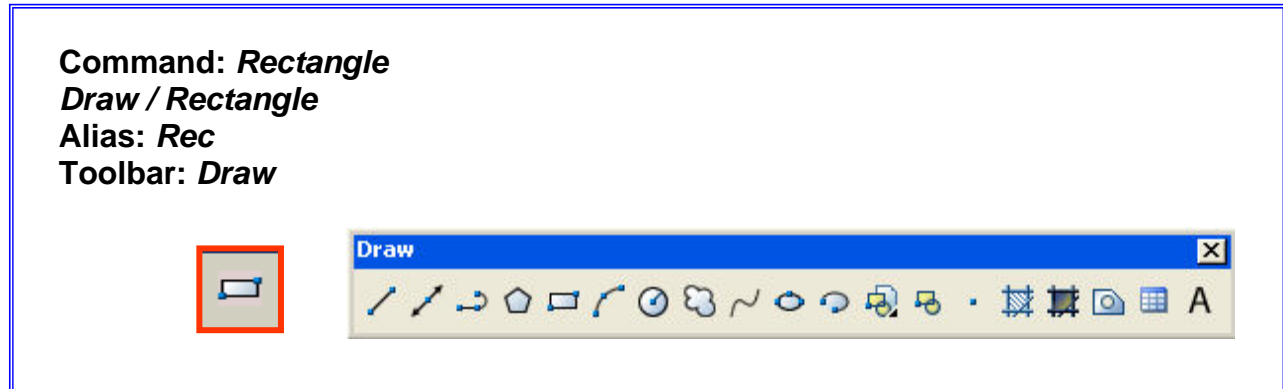 Command: Rectangle
Draw / Rectangle
Alias: Rec
Toolbar: Draw
Draw
A